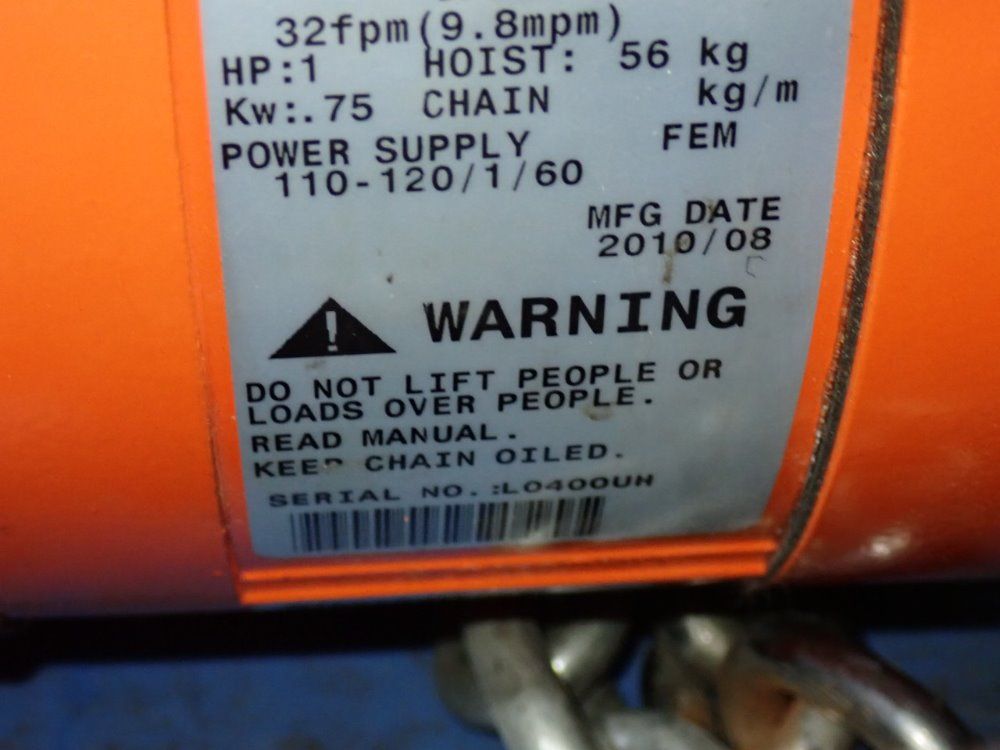 32fpm(9.8mpm)
HP:1 HOIST: 56 kg
Kw:.75 CHAIN kg/m
POWER SUPPLY FEM
110-120/1/60
MFG DATE
2010/08
WARNING
DO NOT LIFT PEOPLE OR
LOADS OVER PEOPLE.
READ MANUAL.
KEEP CHAIN OILED.
SERIAL NO.:L0400UH